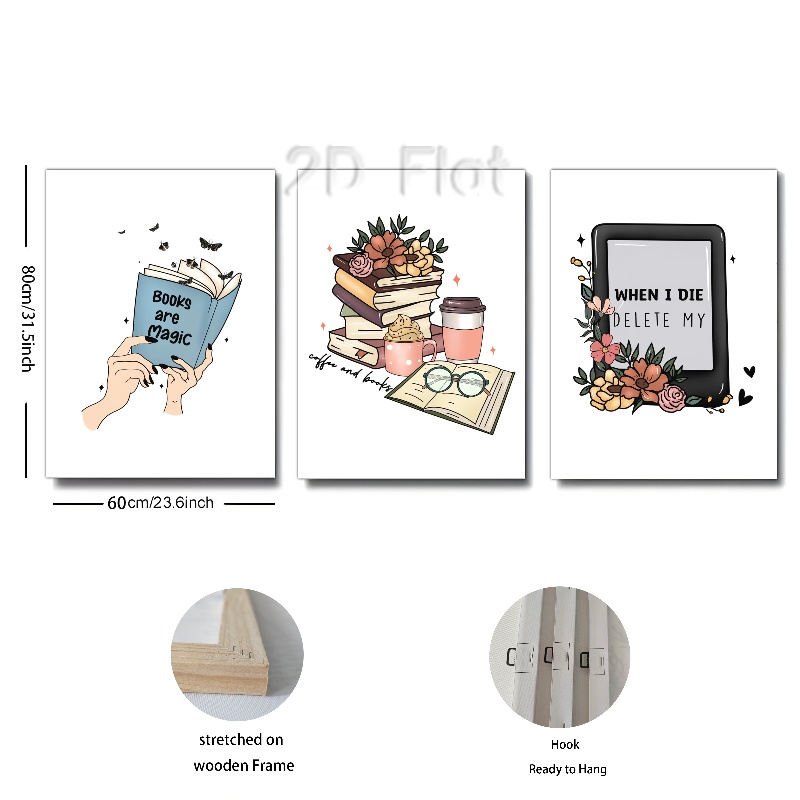 2D Flat
80cm/31.5inch
BOOKS
are
Magic
coffee and books
WHEN I DIE
DELETE MY
60cm/23.6inch
stretched on
wooden Frame
Hook
Ready to Hang